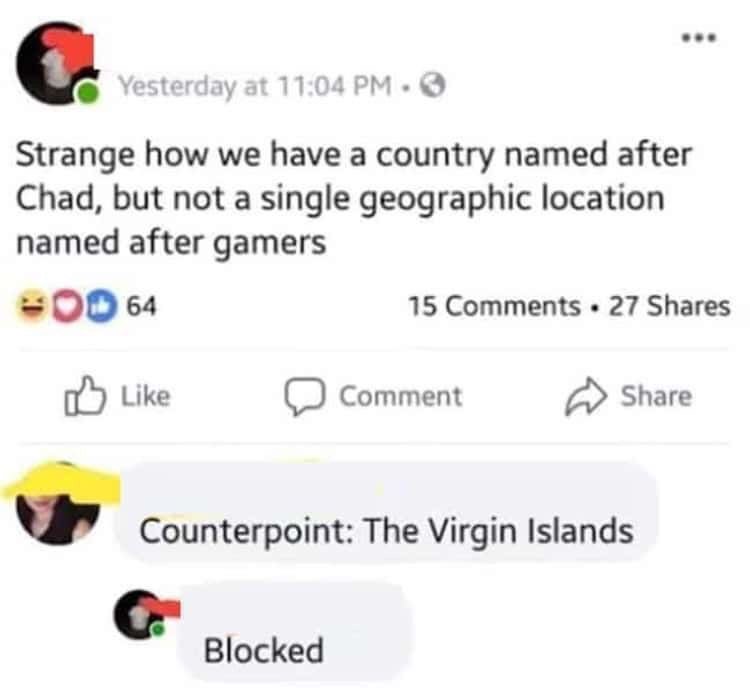 Yesterday at 11:04 PM •
Strange how we have a country named after
Chad, but not a single geographic location
named after gamers
64
15 Comments • 27 Shares
Like
Comment
Share
Counterpoint: The Virgin Islands
Blocked